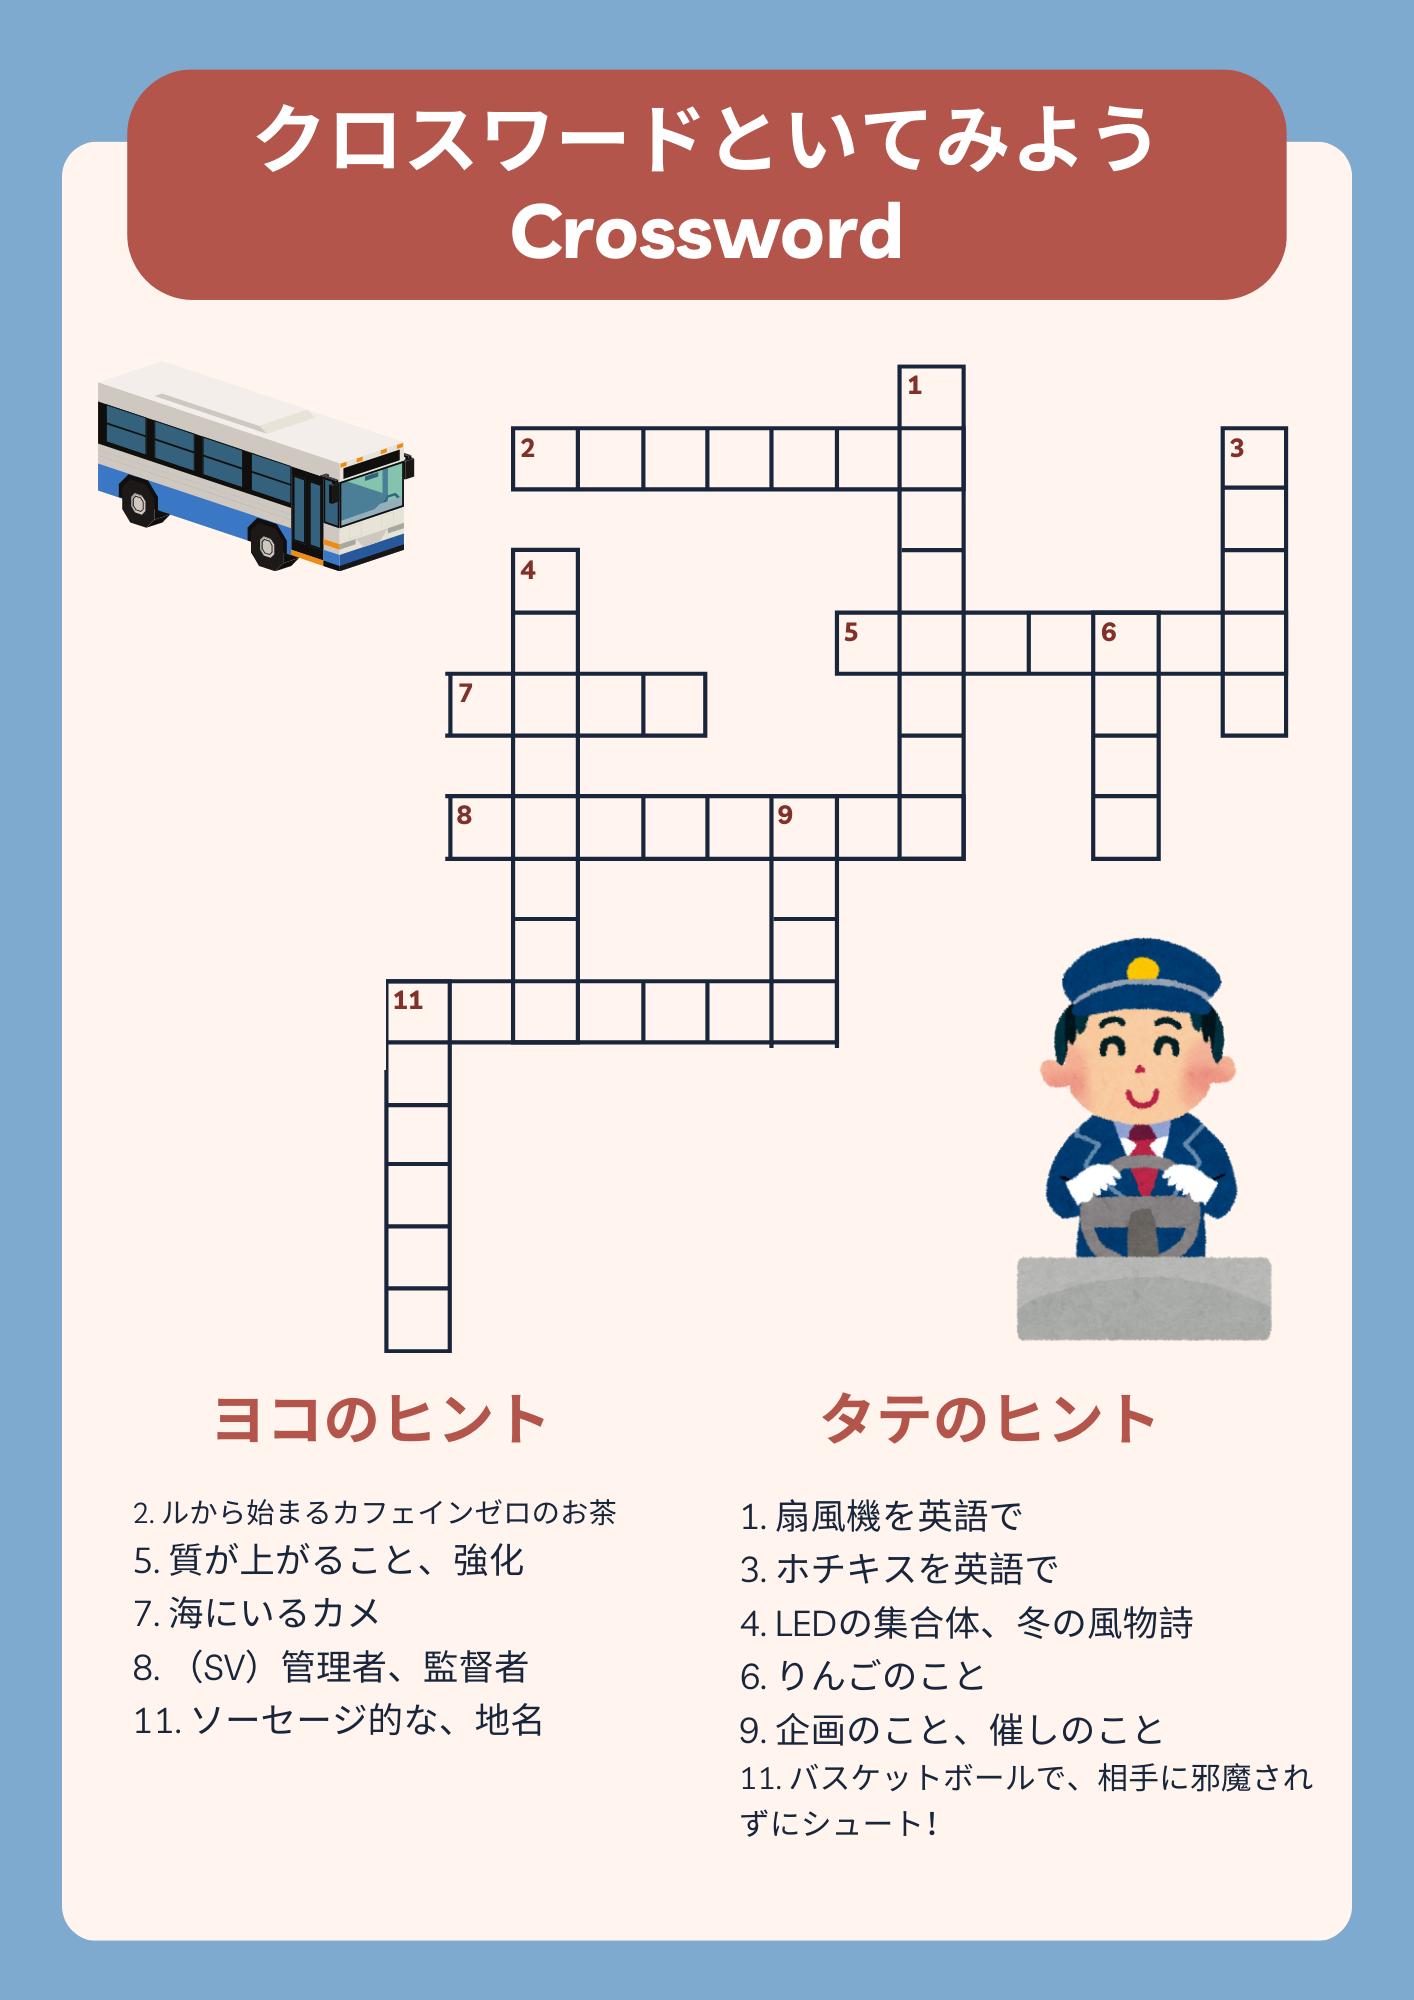 クロスワードといてみよう
Crossword
1
2
3
4
5
6
7
8
9
11
ヨコのヒント
2. ルから始まるカフェインゼロのお茶
5. 質が上がること、強化
7. 海にいるカメ
8. （SV）管理者、監督者
11. ソーセージ的な、地名
タテのヒント
1. 扇風機を英語で
3. ホチキスを英語で
4. LEDの集合体、冬の風物詩
6. りんごのこと
9. 企画のこと、催しのこと
11. バスケットボールで、相手に邪魔され
ずにシュート！